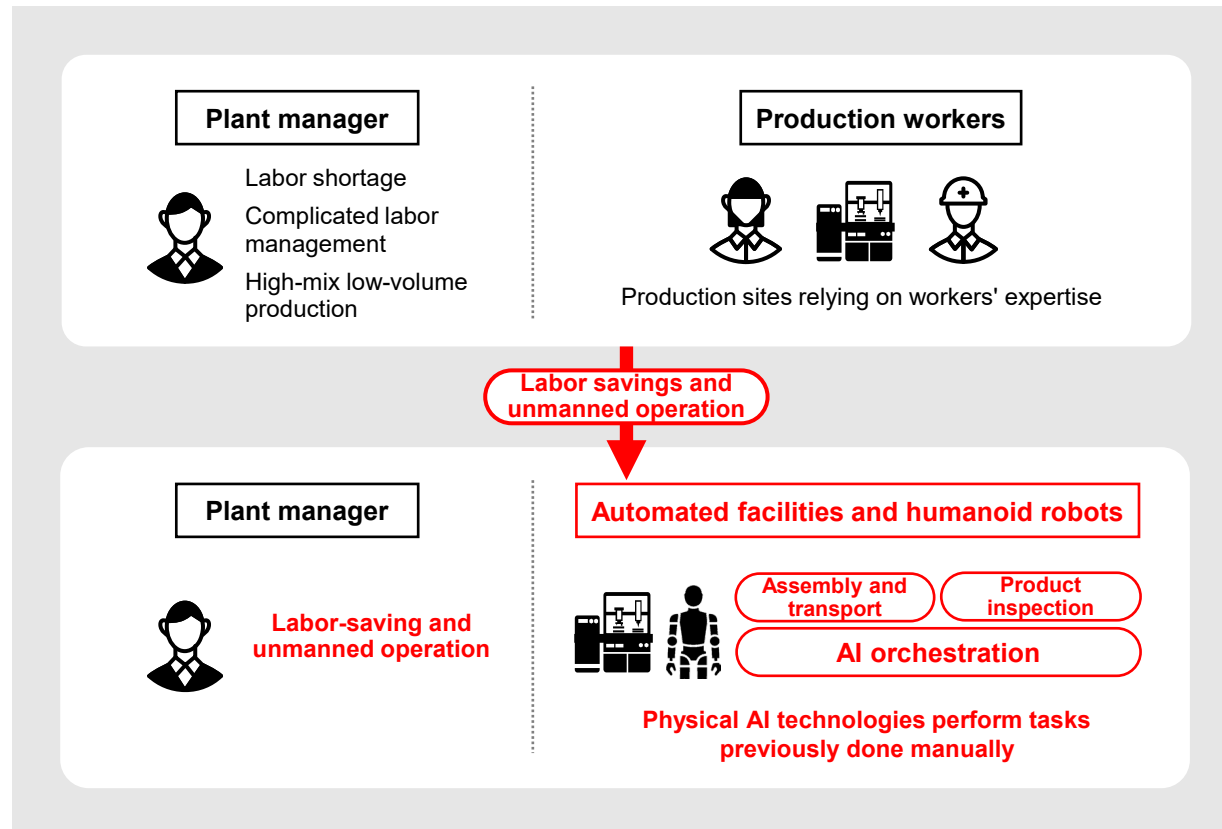 Plant manager
Labor shortage
Complicated labor
management
High-mix low-volume
production
Production workers
Production sites relying on workers' expertise
Labor savings and
unmanned operation
Plant manager
Labor-saving and
unmanned operation
Automated facilities and humanoid robots
Assembly and
transport
Product
inspection
AI orchestration
Physical AI technologies perform tasks
previously done manually